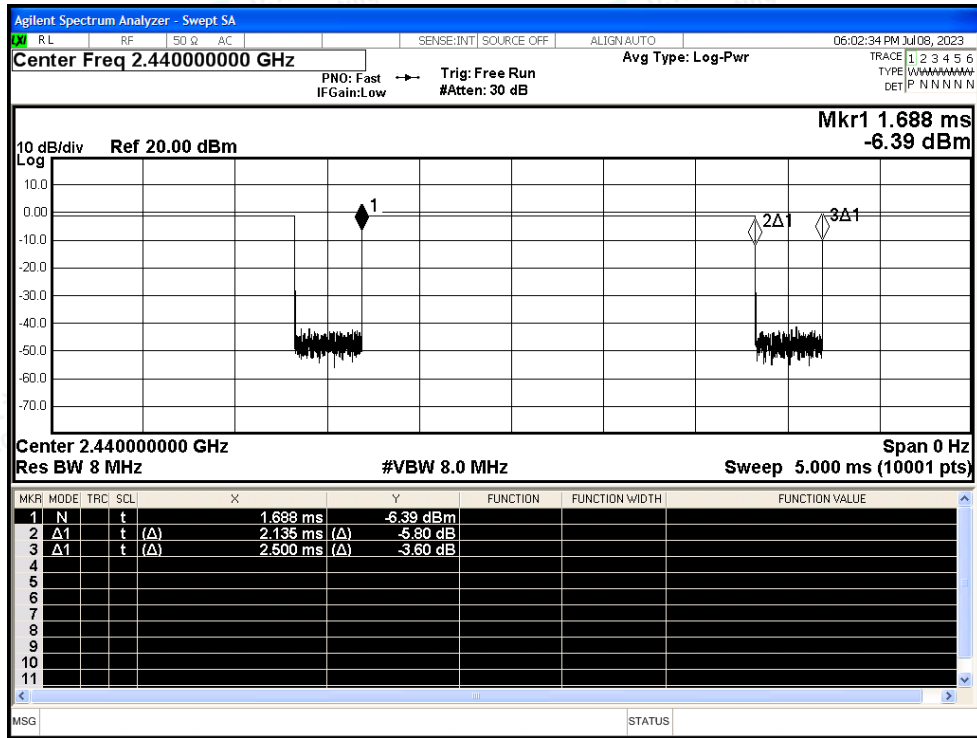 Agilent Spectrum Analyzer - Swept SA
LXI RL RF 50 Ω AC SENSE:INT SOURCE OFF ALIGN AUTO 06:02:34 PM Jul 08, 2023
Center Freq 2.440000000 GHz Avg Type: Log-Pwr TRACE 1 2 3 4 5 6
PNO: Fast Trig: Free Run TYPE WWWWWW
IFGain:Low #Atten: 30 dB DET P N N N N N
Mkr1 1.688 ms
10 dB/div Ref 20.00 dBm -6.39 dBm
Log
10.0
0.00
-10.0
-20.0
-30.0
-40.0
-50.0
-60.0
-70.0
1
2Δ1
3Δ1
Center 2.440000000 GHz Span 0 Hz
Res BW 8 MHz #VBW 8.0 MHz Sweep 5.000 ms (10001 pts)
MKR MODE TRC SCL X Y FUNCTION FUNCTION WIDTH FUNCTION VALUE
1 N t 1.688 ms -6.39 dBm
2 Δ1 t (Δ) 2.135 ms (Δ) -5.80 dB
3 Δ1 t (Δ) 2.500 ms (Δ) -3.60 dB
4
5
6
7
8
9
10
11
MSG STATUS